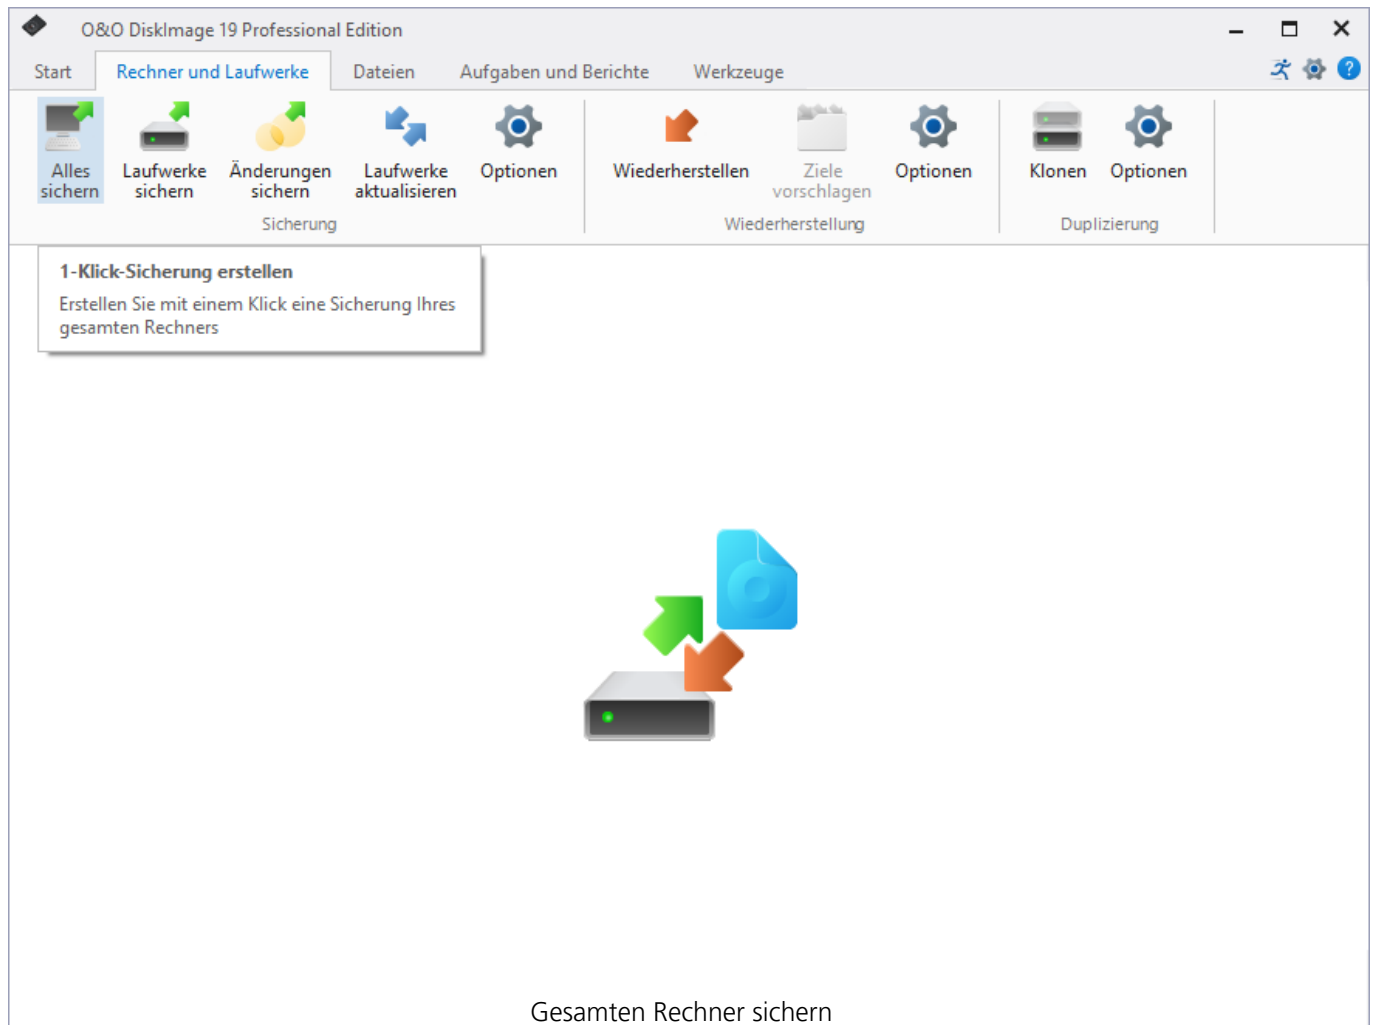 O&O DiskImage 19 Professional Edition
Start Rechner und Laufwerke Dateien Aufgaben und Berichte Werkzeuge
Alles sichern
Laufwerke sichern
Änderungen sichern
Laufwerke aktualisieren
Optionen
Wiederherstellen
Ziele vorschlagen
Optionen
Klonen
Optionen
Sicherung
Wiederherstellung
Duplizierung
1-Klick-Sicherung erstellen
Erstellen Sie mit einem Klick eine Sicherung Ihres
gesamten Rechners
Gesamten Rechner sichern